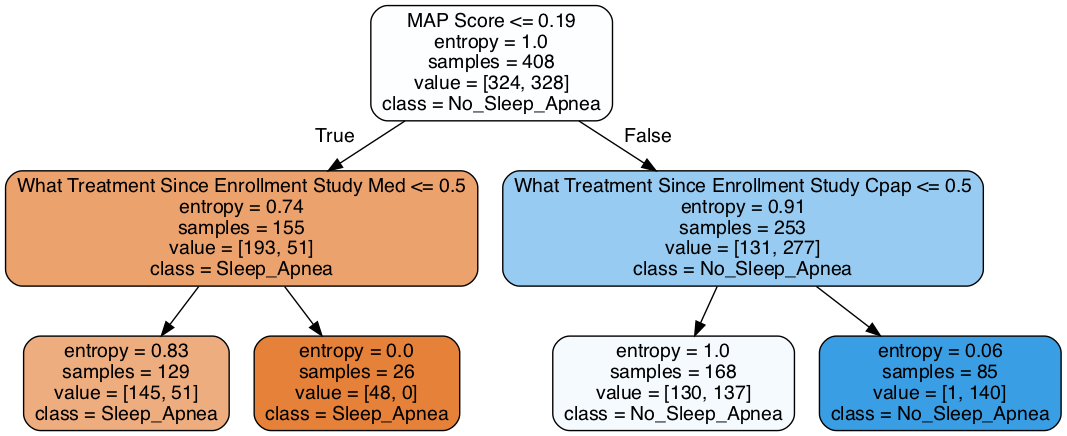 MAP Score <= 0.19
entropy = 1.0
samples = 408
value = [324, 328]
class = No_Sleep_Apnea
True
False
What Treatment Since Enrollment Study Med <= 0.5
entropy = 0.74
samples = 155
value = [193, 51]
class = Sleep_Apnea
What Treatment Since Enrollment Study Cpap <= 0.5
entropy = 0.91
samples = 253
value = [131, 277]
class = No_Sleep_Apnea
entropy = 0.83
samples = 129
value = [145, 51]
class = Sleep_Apnea
entropy = 0.0
samples = 26
value = [48, 0]
class = Sleep_Apnea
entropy = 1.0
samples = 168
value = [130, 137]
class = No_Sleep_Apnea
entropy = 0.06
samples = 85
value = [1, 140]
class = No_Sleep_Apnea